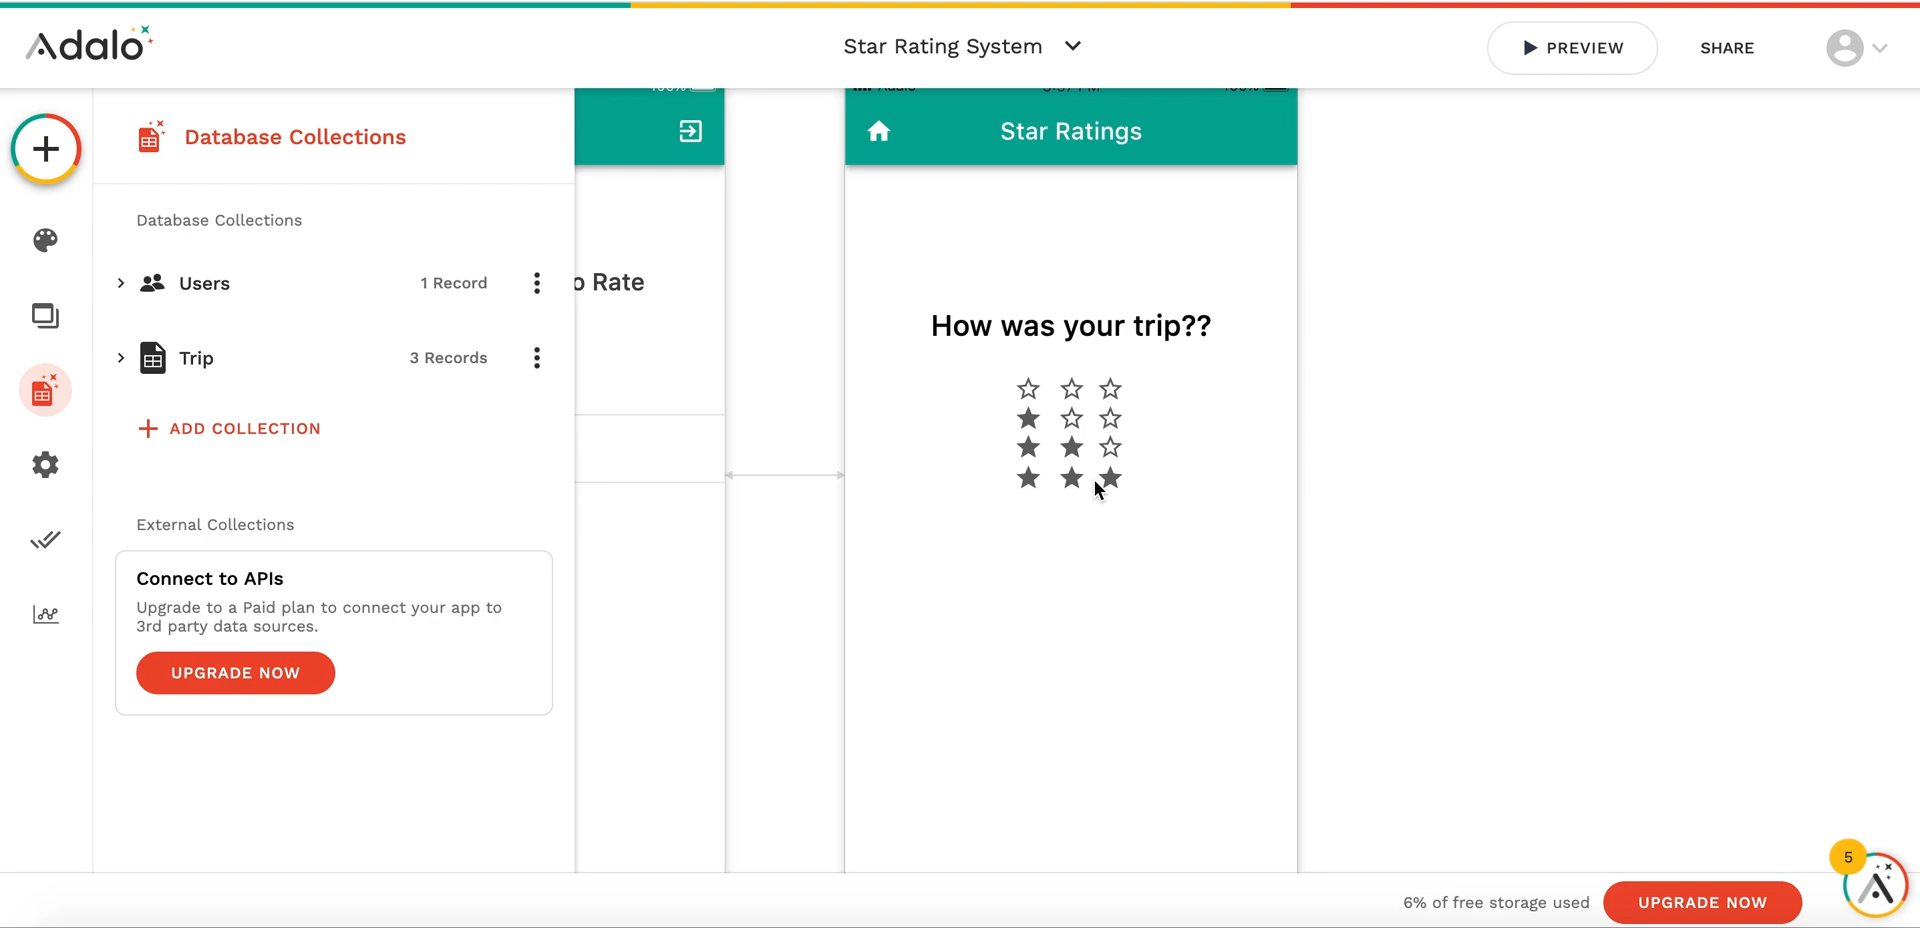 Adalo
Star Rating System
PREVIEW
SHARE
Database Collections
Database Collections
Users
1 Record
Trip
3 Records
ADD COLLECTION
External Collections
Connect to APIs
Upgrade to a Paid plan to connect your app to
3rd party data sources.
UPGRADE NOW
o Rate
Star Ratings
How was your trip??
5
6% of free storage used
UPGRADE NOW